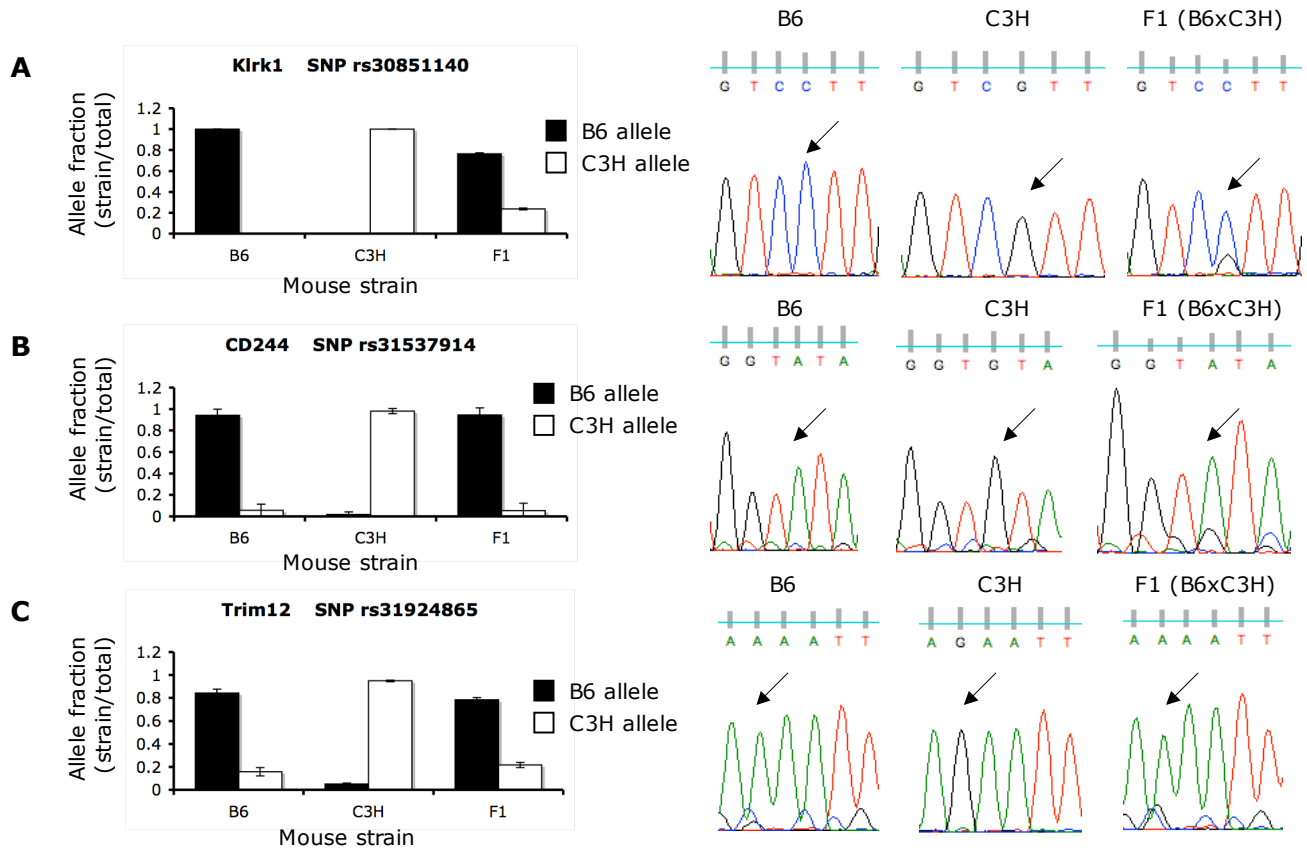 A
Klrk1 SNP rs30851140
Allele fraction
(strain/total)
1.2
1
0.8
0.6
0.4
0.2
0
B6 C3H F1
Mouse strain
B6 allele
C3H allele
B6
G T C C T T
C3H
G T C G T T
F1 (B6xC3H)
G T C C T T
B
CD244 SNP rs31537914
Allele fraction
(strain/total)
1.2
1
0.8
0.6
0.4
0.2
0
B6 C3H F1
Mouse strain
B6 allele
C3H allele
B6
G G T A T A
C3H
G G T G T A
F1 (B6xC3H)
G G T A T A
C
Trim12 SNP rs31924865
Allele fraction
(strain/total)
1.2
1
0.8
0.6
0.4
0.2
0
B6 C3H F1
Mouse strain
B6 allele
C3H allele
B6
A A A A T T
C3H
A G A A T T
F1 (B6xC3H)
A A A A T T